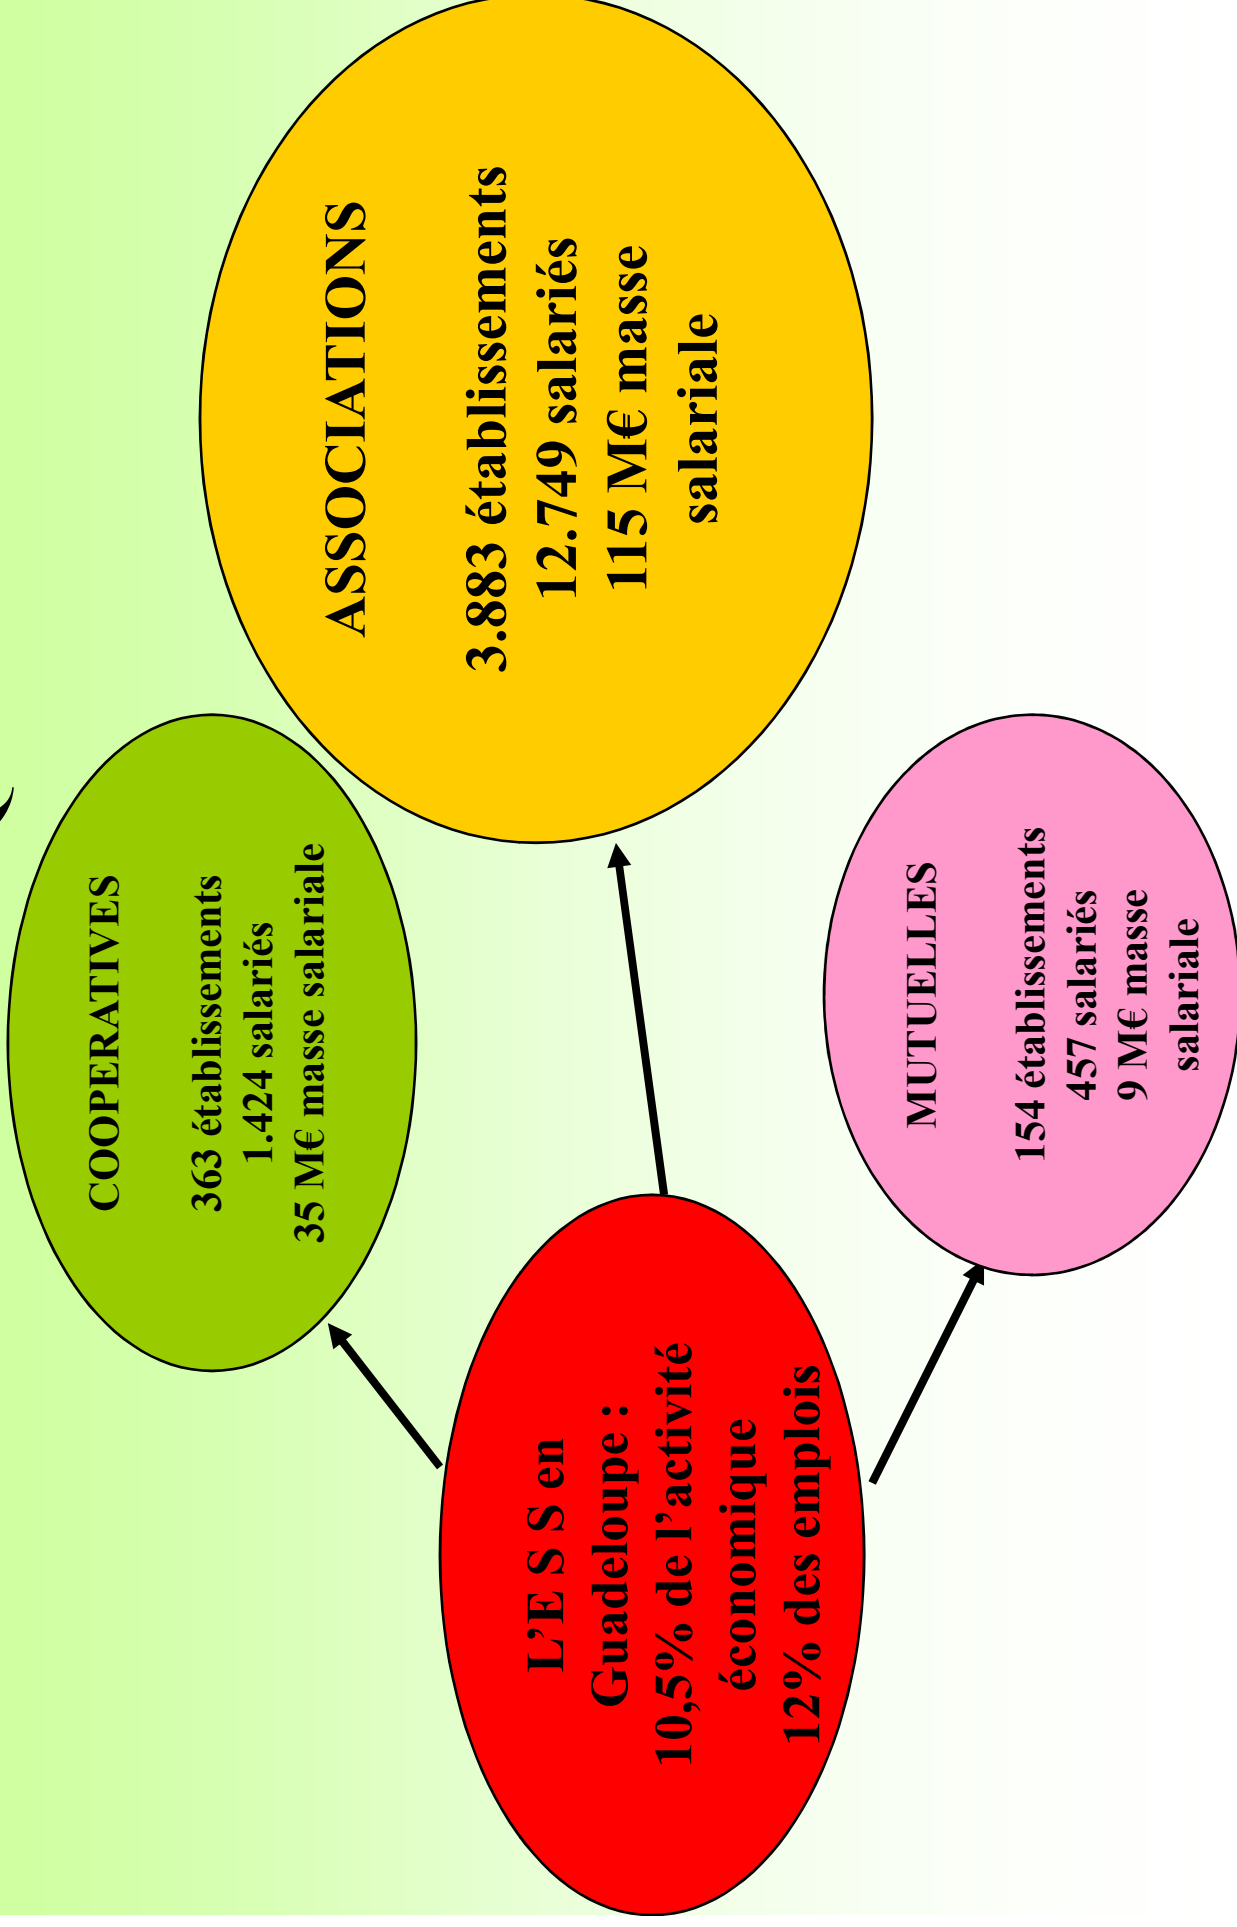 COOPERATIVES
363 établissements
1.424 salariés
35 M€ masse salariale
ASSOCIATIONS
3.883 établissements
12.749 salariés
115 M€ masse
salariale
L’E S S en
Guadeloupe :
10,5% de l’activité
économique
12% des emplois
MUTUELLES
154 établissements
457 salariés
9 M€ masse
salariale